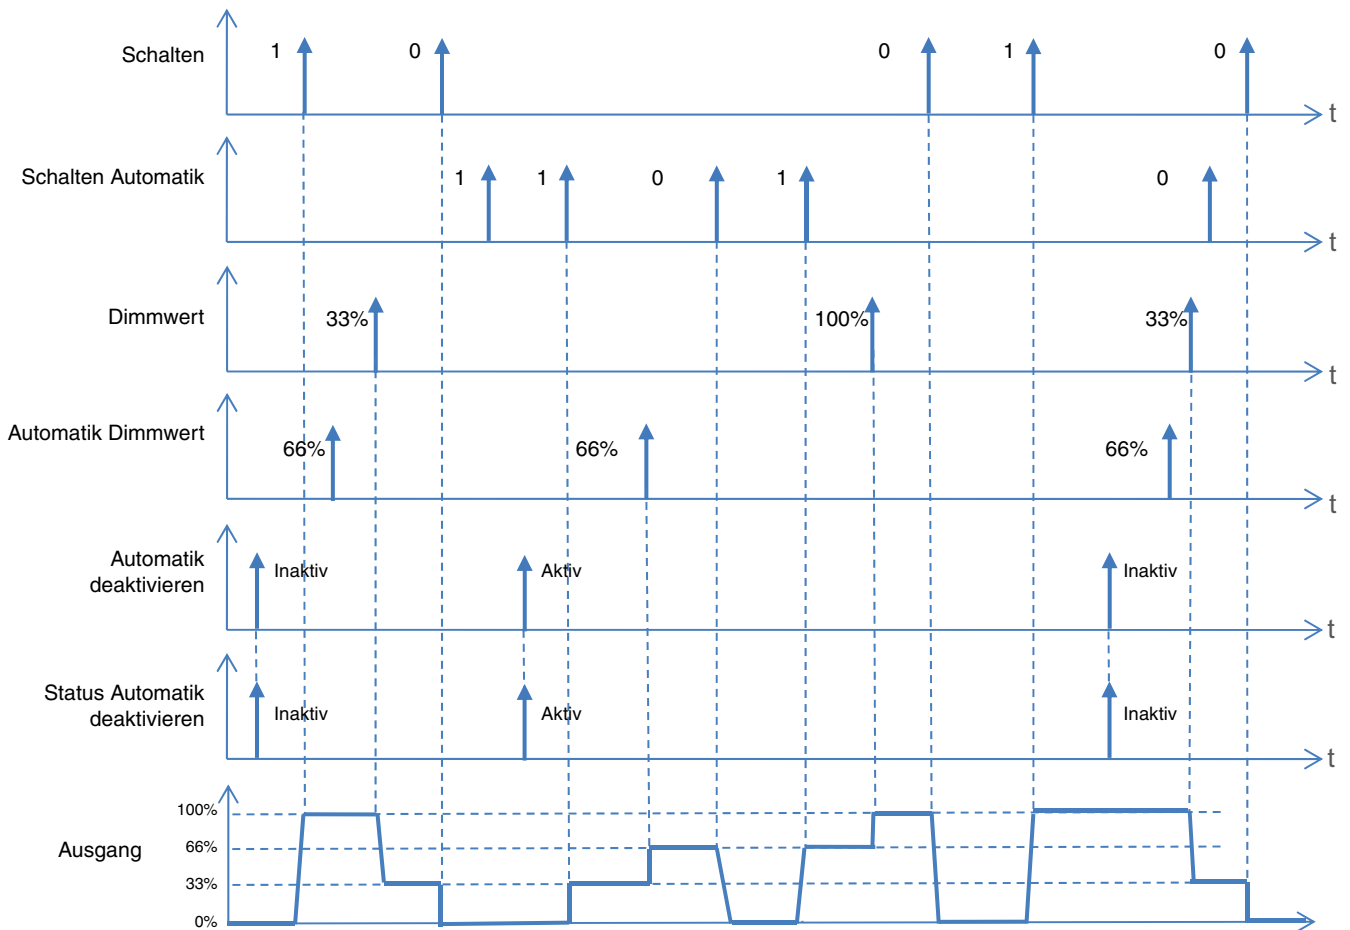 Schalten 1 0 0 1 0
t
Schalten Automatik 1 1 0 1 0
t
Dimmwert 33% 100% 33%
t
Automatik Dimmwert 66% 66% 66%
t
Automatik
deaktivieren
Inaktiv Aktiv Inaktiv
t
Status Automatik
deaktivieren
Inaktiv Aktiv Inaktiv
t
Ausgang
100%
66%
33%
0%